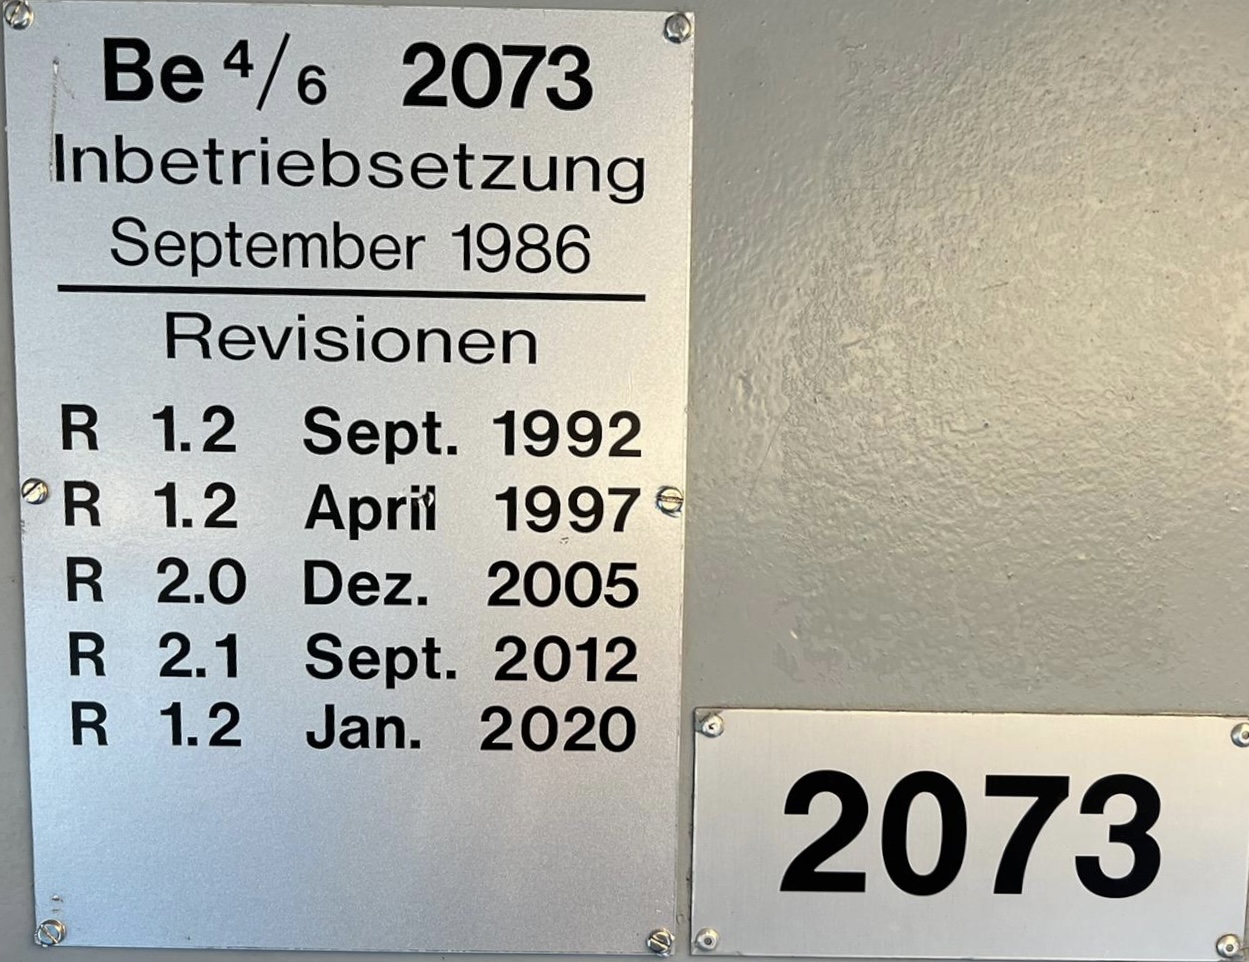 Be 4/6 2073
Inbetriebsetzung
September 1986
Revisionen
R 1.2 Sept. 1992
R 1.2 April 1997
R 2.0 Dez. 2005
R 2.1 Sept. 2012
R 1.2 Jan. 2020
2073